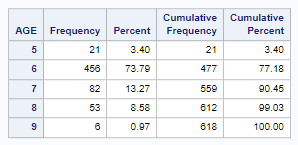 AGE Frequency Percent Cumulative Frequency Cumulative Percent
5 21 3.40 21 3.40
6 456 73.79 477 77.18
7 82 13.27 559 90.45
8 53 8.58 612 99.03
9 6 0.97 618 100.00